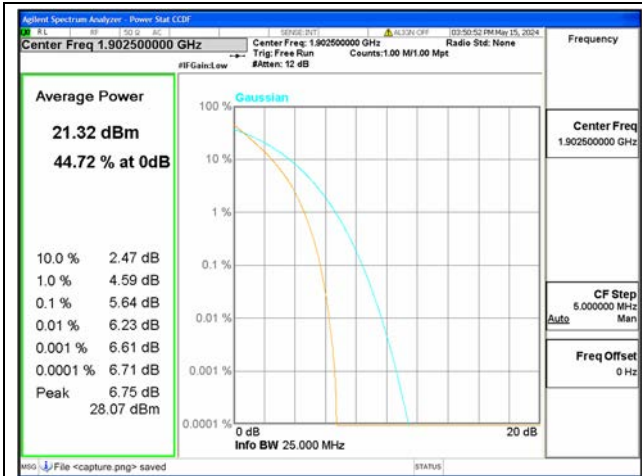 Agilent Spectrum Analyzer - Power Stat CCDF
RL RF 50 Ω AC SENSE:INT ALIGN OFF 03:50:52 PM May 15, 2024
Center Freq 1.902500000 GHz
Center Freq: 1.902500000 GHz Radio Std: None
Trig: Free Run Counts:1.00 M/1.00 Mpt
#IFGain:Low #Atten: 12 dB
Frequency
Average Power
21.32 dBm
44.72 % at 0dB
10.0 % 2.47 dB
1.0 % 4.59 dB
0.1 % 5.64 dB
0.01 % 6.23 dB
0.001 % 6.61 dB
0.0001 % 6.71 dB
Peak 6.75 dB
28.07 dBm
Gaussian
100 %
10 %
1 %
0.1 %
0.01 %
0.001 %
0.0001 %
0 dB 20 dB
Info BW 25.000 MHz
Center Freq
1.902500000 GHz
CF Step
5.000000 MHz
Auto Man
Freq Offset
0 Hz
MSG File <capture.png> saved STATUS